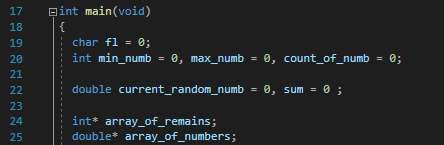 17 int main(void)
18 {
19 char fl = 0;
20 int min_numb = 0, max_numb = 0, count_of_numb = 0;
21
22 double current_random_numb = 0, sum = 0 ;
23
24 int* array_of_remains;
25 double* array_of_numbers;